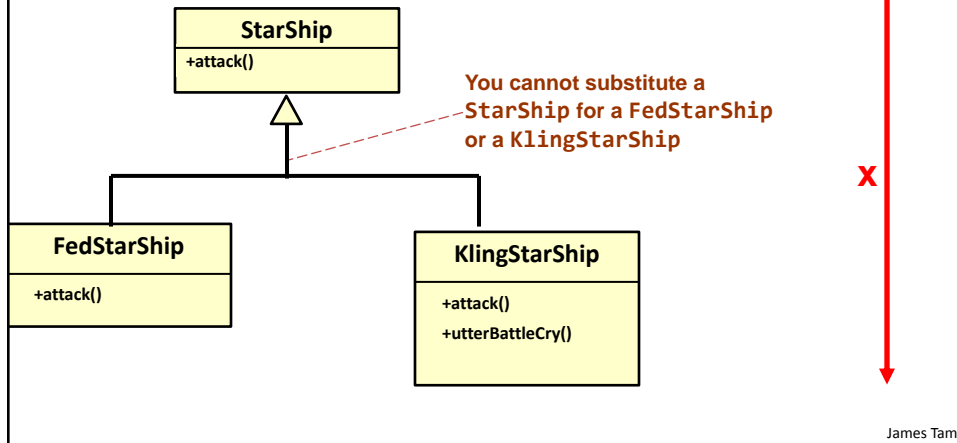 StarShip
+attack()
You cannot substitute a
StarShip for a FedStarShip
or a KlingStarShip
X
FedStarShip
+attack()
KlingStarShip
+attack()
+utterBattleCry()
James Tam